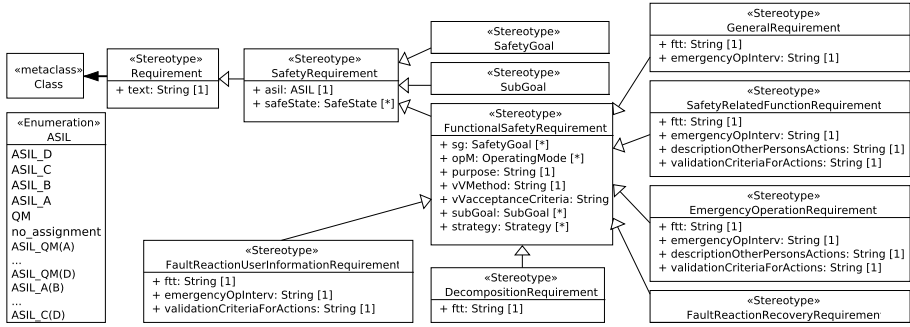 «metaclass»
Class
«Enumeration»
ASIL
ASIL_D
ASIL_C
ASIL_B
ASIL_A
QM
no_assignment
ASIL_QM(A)
...
ASIL_QM(D)
ASIL_A(B)
...
ASIL_C(D)
«Stereotype»
Requirement
+ text: String [1]
«Stereotype»
SafetyRequirement
+ asil: ASIL [1]
+ safeState: SafeState [*]
«Stereotype»
SafetyGoal
«Stereotype»
SubGoal
«Stereotype»
FunctionalSafetyRequirement
+ sg: SafetyGoal [*]
+ opM: OperatingMode [*]
+ purpose: String [1]
+ vVMethod: String [1]
+ vVacceptanceCriteria: String
+ subGoal: SubGoal [*]
+ strategy: Strategy [*]
«Stereotype»
FaultReactionUserInformationRequirement
+ ftt: String [1]
+ emergencyOpInterv: String [1]
+ validationCriteriaForActions: String [1]
«Stereotype»
DecompositionRequirement
+ ftt: String [1]
«Stereotype»
GeneralRequirement
+ ftt: String [1]
+ emergencyOpInterv: String [1]
«Stereotype»
SafetyRelatedFunctionRequirement
+ ftt: String [1]
+ emergencyOpInterv: String [1]
+ descriptionOtherPersonsActions: String [1]
+ validationCriteriaForActions: String [1]
«Stereotype»
EmergencyOperationRequirement
+ ftt: String [1]
+ emergencyOpInterv: String [1]
+ descriptionOtherPersonsActions: String [1]
+ validationCriteriaForActions: String [1]
«Stereotype»
FaultReactionRecoveryRequirement